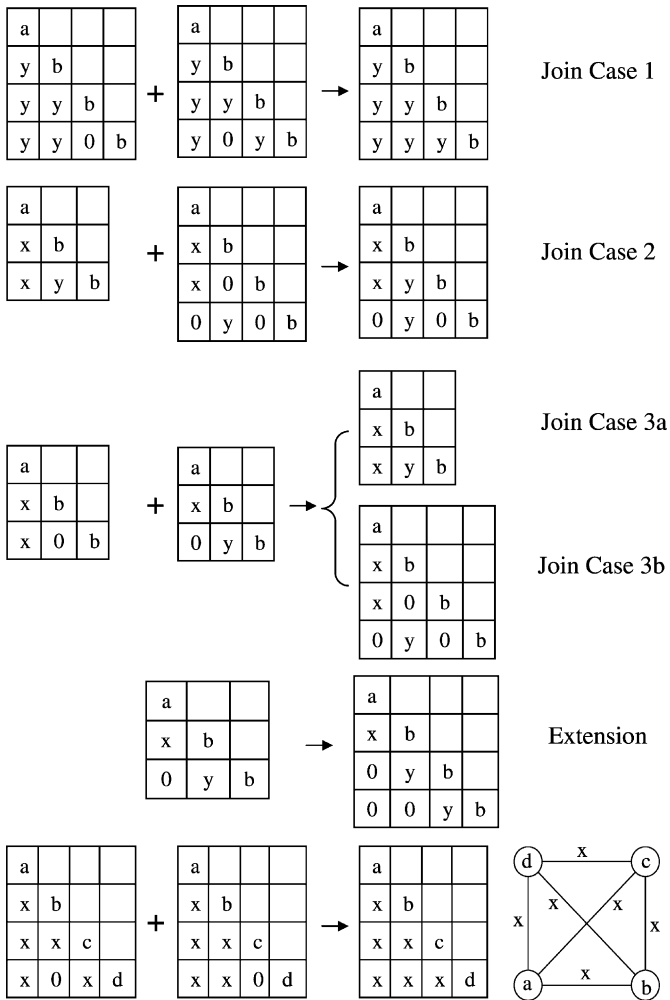 a a a
y b y b y b
y y b + y y b → y y b Join Case 1
y y 0 b y 0 y b y y y b
a a a
x b + x b → x b Join Case 2
x y b x 0 b x y b
0 y 0 b 0 y 0 b
a
x b Join Case 3a
x y b
a a
x b + x b →
x 0 b 0 y b
a
x b Join Case 3b
x 0 b
0 y 0 b
a a
x b → x b Extension
0 y b 0 y b
0 0 y b
a a a
x b + x b → x b
x x c x x c x x c
x 0 x d x x 0 d x x x d
d x c
x x x x
a x b